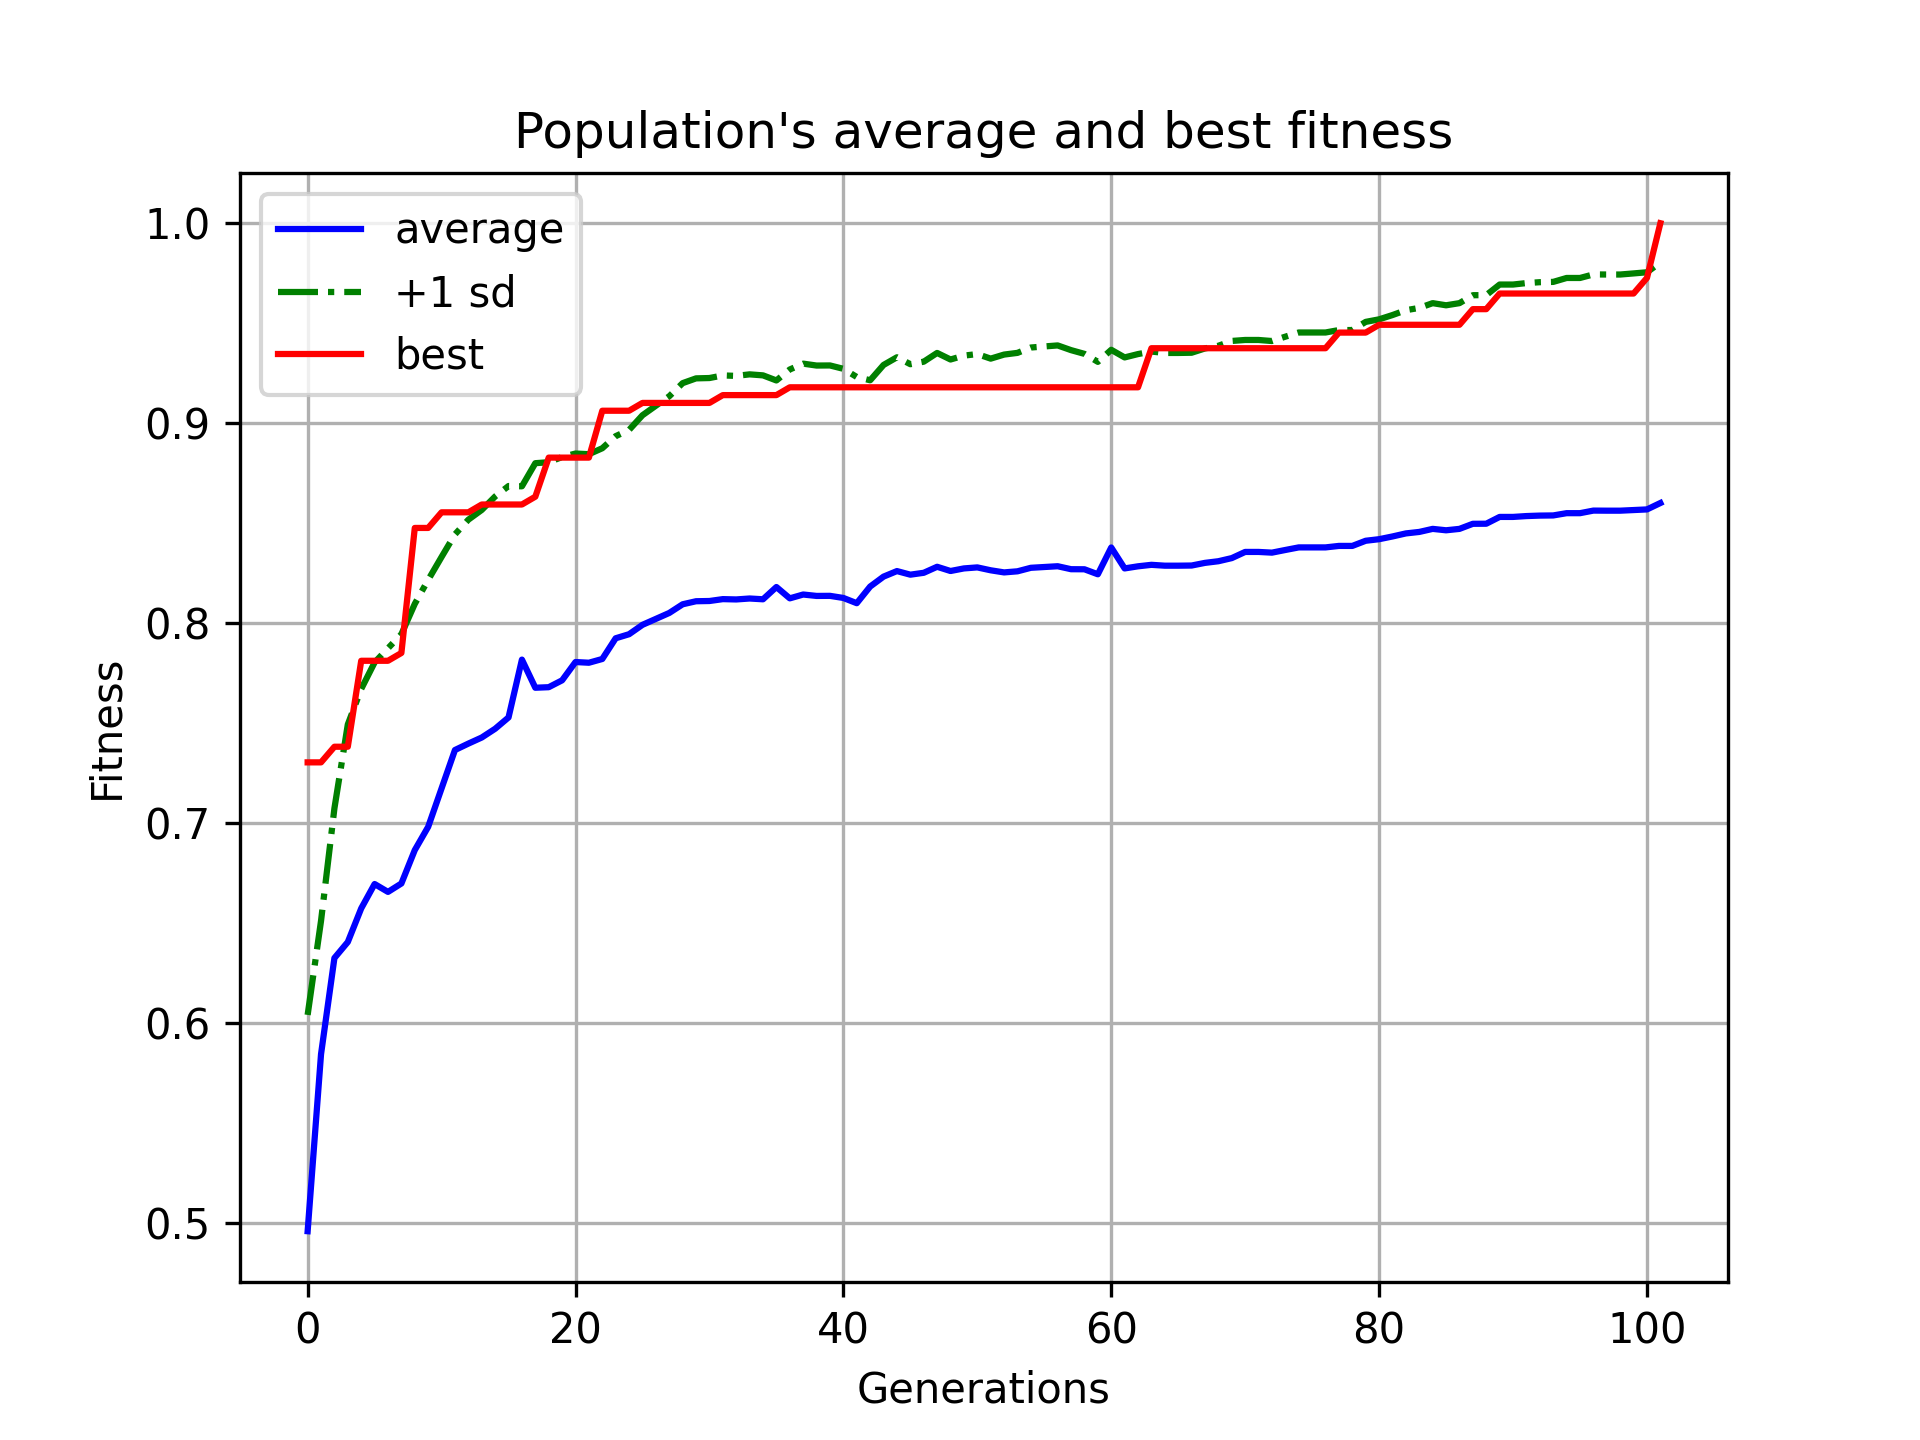 Population's average and best fitness
average
+1 sd
best
1.0
0.9
0.8
0.7
0.6
0.5
Fitness
0 20 40 60 80 100
Generations